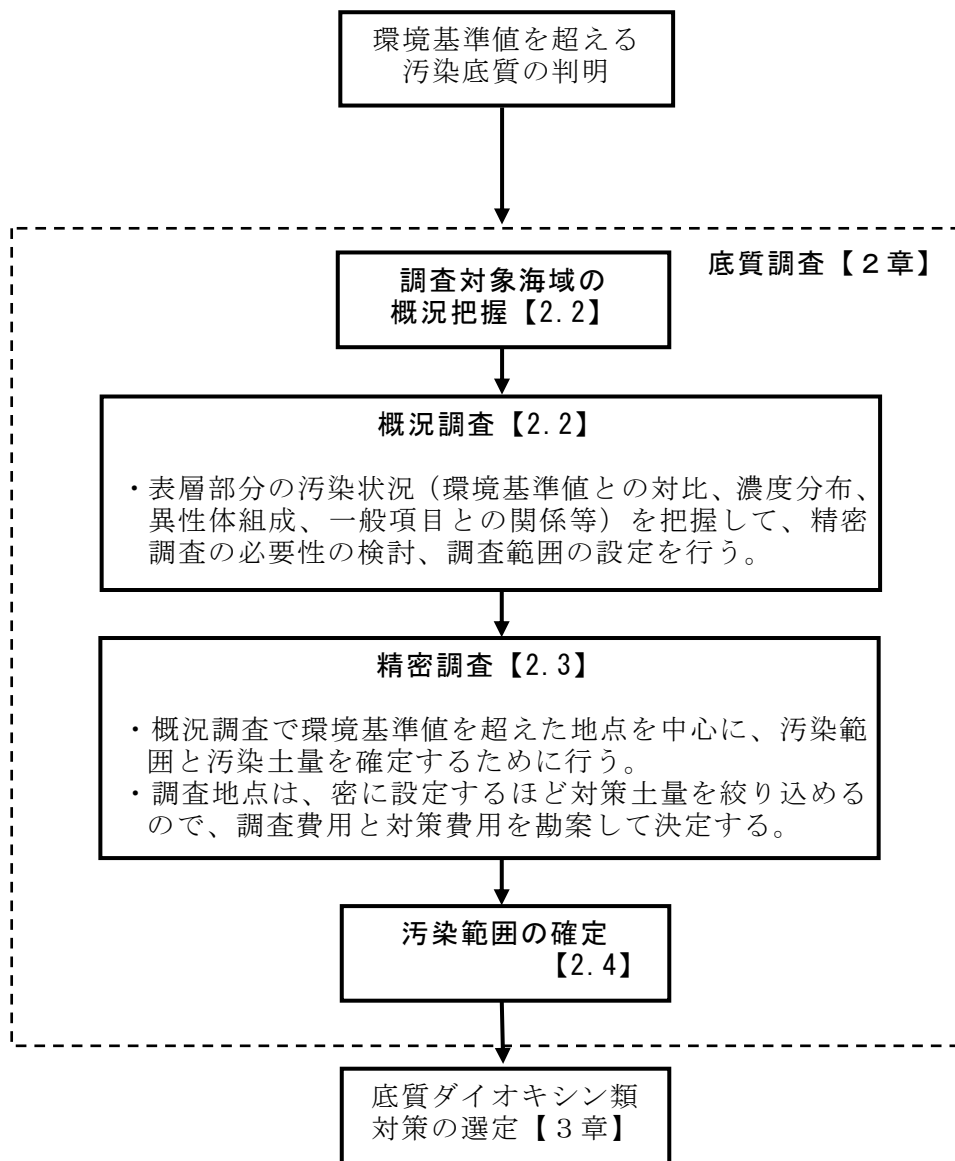 環境基準値を超える
汚染底質の判明
底質調査【２章】
調査対象海域の
概況把握【2.2】
概況調査【2.2】
・表層部分の汚染状況（環境基準値との対比、濃度分布、
異性体組成、一般項目との関係等）を把握して、精密
調査の必要性の検討、調査範囲の設定を行う。
精密調査【2.3】
・概況調査で環境基準値を超えた地点を中心に、汚染範
囲と汚染土量を確定するために行う。
・調査地点は、密に設定するほど対策土量を絞り込める
ので、調査費用と対策費用を勘案して決定する。
汚染範囲の確定
【2.4】
底質ダイオキシン類
対策の選定【３章】